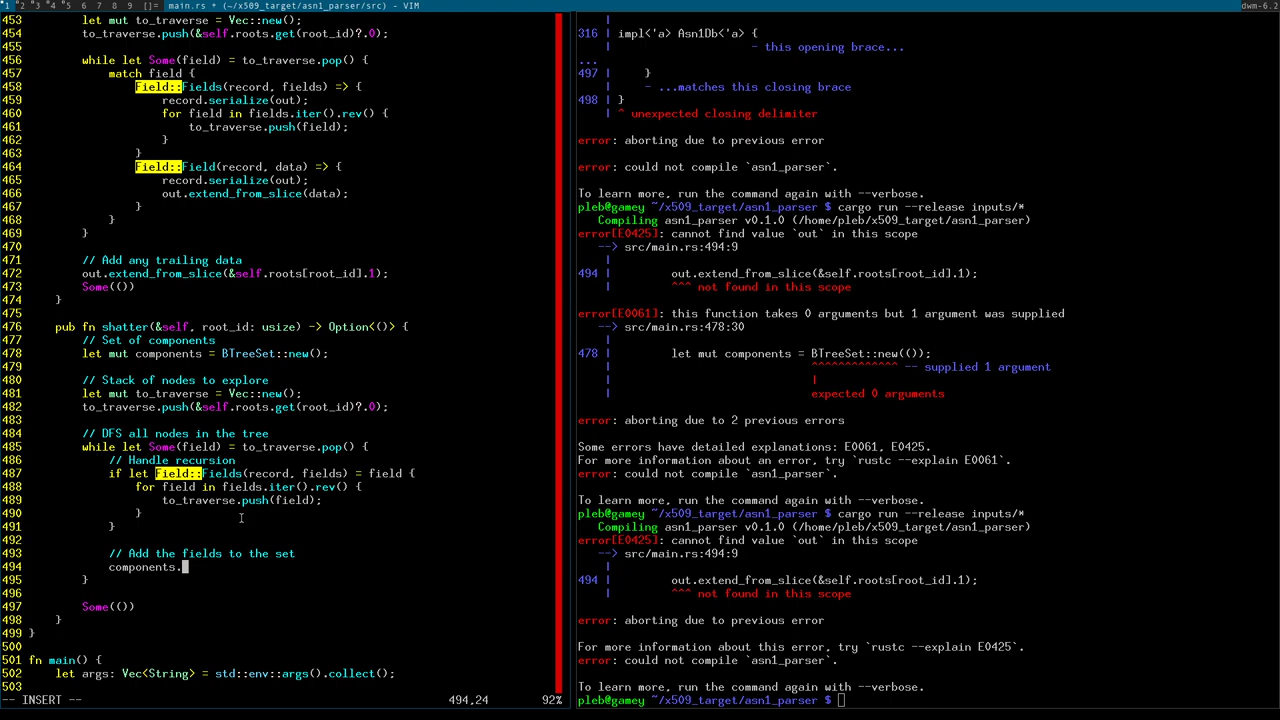 1 2 3 4 5 6 7 8 9 []= main.rs + (~/x509_target/asn1_parser/src) - VIM
dwm-6.2
453         let mut to_traverse = Vec::new();
454         to_traverse.push(&self.roots.get(root_id)?.0);
455
456         while let Some(field) = to_traverse.pop() {
457             match field {
458                 Field::Fields(record, fields) => {
459                     record.serialize(out);
460                     for field in fields.iter().rev() {
461                         to_traverse.push(field);
462                     }
463                 }
464                 Field::Field(record, data) => {
465                     record.serialize(out);
466                     out.extend_from_slice(data);
467                 }
468             }
469         }
470
471         // Add any trailing data
472         out.extend_from_slice(&self.roots[root_id].1);
473         Some(())
474     }
475
476     pub fn shatter(&self, root_id: usize) -> Option<()> {
477         // Set of components
478         let mut components = BTreeSet::new();
479
480         // Stack of nodes to explore
481         let mut to_traverse = Vec::new();
482         to_traverse.push(&self.roots.get(root_id)?.0);
483
484         // DFS all nodes in the tree
485         while let Some(field) = to_traverse.pop() {
486             // Handle recursion
487             if let Field::Fields(record, fields) = field {
488                 for field in fields.iter().rev() {
489                     to_traverse.push(field);
490                 }
491             }
492
493             // Add the fields to the set
494             components.
495         }
496
497         Some(())
498     }
499 }
500
501 fn main() {
502     let args: Vec<String> = std::env::args().collect();
503
-- INSERT --                494,24                92%
    |
316 | impl<'a> Asn1Db<'a> {
    |                     - this opening brace...
...
497 |     }
    |     - ...matches this closing brace
498 | }
    | ^ unexpected closing delimiter

error: aborting due to previous error

error: could not compile `asn1_parser`.

To learn more, run the command again with --verbose.
pleb@gamey ~/x509_target/asn1_parser $ cargo run --release inputs/*
   Compiling asn1_parser v0.1.0 (/home/pleb/x509_target/asn1_parser)
error[E0425]: cannot find value `out` in this scope
   --> src/main.rs:494:9
    |
494 |         out.extend_from_slice(&self.roots[root_id].1);
    |         ^^^ not found in this scope

error[E0061]: this function takes 0 arguments but 1 argument was supplied
   --> src/main.rs:478:30
    |
478 |         let mut components = BTreeSet::new(());
    |                              ^^^^^^^^^^^^^ -- supplied 1 argument
    |                              |
    |                              expected 0 arguments

error: aborting due to 2 previous errors

Some errors have detailed explanations: E0061, E0425.
For more information about an error, try `rustc --explain E0061`.
error: could not compile `asn1_parser`.

To learn more, run the command again with --verbose.
pleb@gamey ~/x509_target/asn1_parser $ cargo run --release inputs/*
   Compiling asn1_parser v0.1.0 (/home/pleb/x509_target/asn1_parser)
error[E0425]: cannot find value `out` in this scope
   --> src/main.rs:494:9
    |
494 |         out.extend_from_slice(&self.roots[root_id].1);
    |         ^^^ not found in this scope

error: aborting due to previous error

For more information about this error, try `rustc --explain E0425`.
error: could not compile `asn1_parser`.

To learn more, run the command again with --verbose.
pleb@gamey ~/x509_target/asn1_parser $